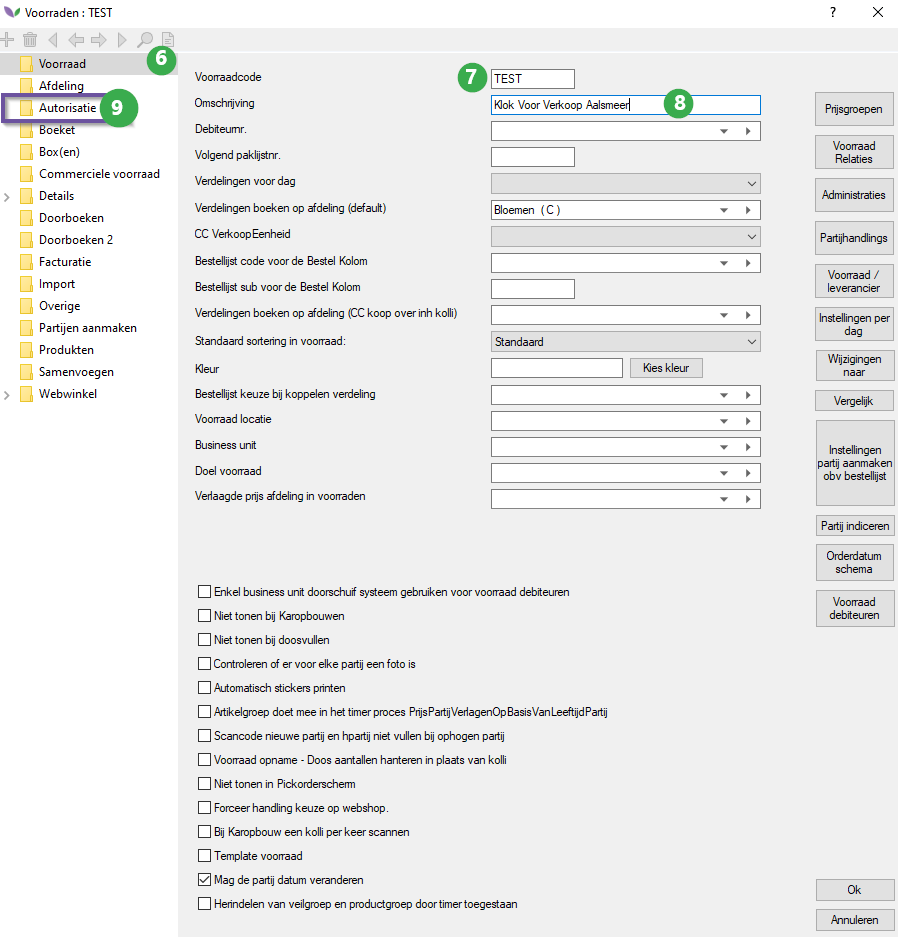 Voorraden : TEST
?
6
Voorraad
Afdeling
Autorisatie
9
Boeket
Box(en)
Commerciele voorraad
Details
Doorboeken
Doorboeken 2
Facturatie
Import
Overige
Partijen aanmaken
Produkten
Samenvoegen
Webwinkel
Voorraadcode
7
TEST
Omschrijving
Klok Voor Verkoop Aalsmeer
8
Debiteurnr.
Volgend paklijstnr.
Verdelingen voor dag
Verdelingen boeken op afdeling (default)
Bloemen ( C )
CC VerkoopEenheid
Bestellijst code voor de Bestel Kolom
Bestellijst sub voor de Bestel Kolom
Verdelingen boeken op afdeling (CC koop over inh kolli)
Standaard sortering in voorraad:
Standaard
Kleur
Kies kleur
Bestellijst keuze bij koppelen verdeling
Voorraad locatie
Business unit
Doel voorraad
Verlaagde prijs afdeling in voorraden
Enkel business unit doorschuif systeem gebruiken voor voorraad debiteuren
Niet tonen bij Karopbouwen
Niet tonen bij doosvullen
Controleren of er voor elke partij een foto is
Automatisch stickers printen
Artikelgroep doet mee in het timer proces PrijsPartijVerlagenOpBasisVanLeeftijdPartij
Scancode nieuwe partij en hpartij niet vullen bij ophogen partij
Voorraad opname - Doos aantallen hanteren in plaats van kolli
Niet tonen in Pickorderscherm
Forceer handling keuze op webshop.
Bij Karopbouw een kolli per keer scannen
Template voorraad
Mag de partij datum veranderen
Herindelen van veilgroep en productgroep door timer toegestaan
Prijsgroepen
Voorraad
Relaties
Administraties
Partijhandlings
Voorraad /
leverancier
Instellingen per
dag
Wijzigingen
naar
Vergelijk
Instellingen
partij aanmaken
obv bestellijst
Partij indiceren
Orderdatum
schema
Voorraad
debiteuren
Ok
Annuleren